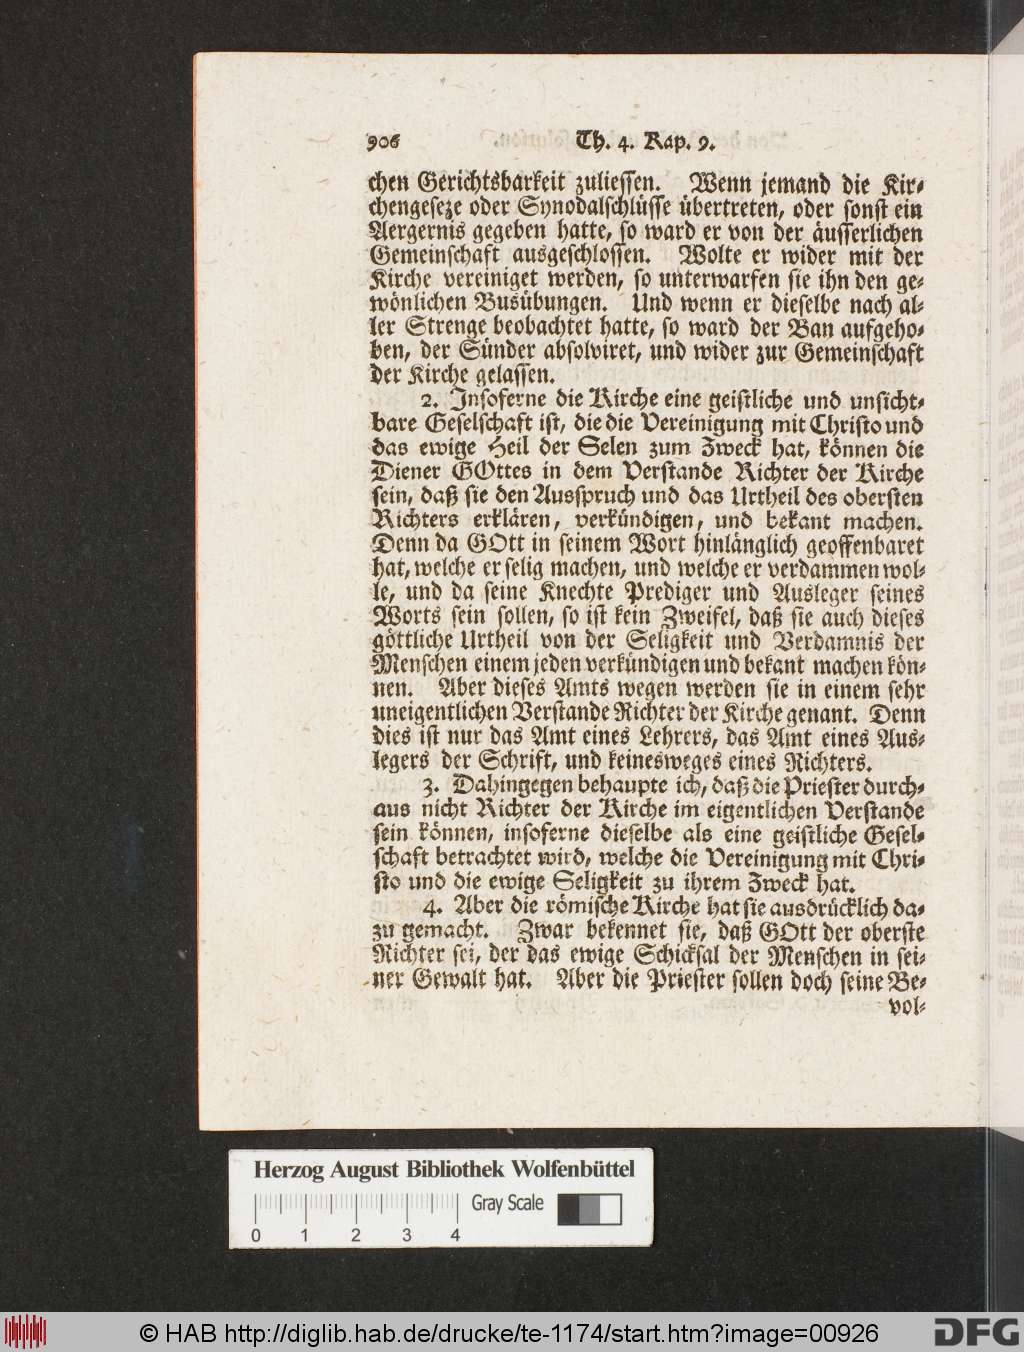 906 Th. 4. Kap. 9.
chen Gerichtsbarkeit zuliessen. Wenn jemand die Kir-
chengeseze oder Synodalschlüsse übertreten, oder sonst ein
Aergernis gegeben hatte, so ward er von der äusserlichen
Gemeinschaft ausgeschlossen. Wolte er wider mit der
Kirche vereiniget werden, so unterwarfen sie ihn den ge-
wönlichen Busübungen. Und wenn er dieselbe nach al-
ler Strenge beobachtet hatte, so ward der Ban aufgeho-
ben, der Sünder absolviret, und wider zur Gemeinschaft
der Kirche gelassen.
2. Insoferne die Kirche eine geistliche und unsicht-
bare Geselschaft ist, die die Vereinigung mit Christo und
das ewige Heil der Selen zum Zweck hat, können die
Diener GOttes in dem Verstande Richter der Kirche
sein, daß sie den Ausspruch und das Urtheil des obersten
Richters erklären, verkündigen, und bekant machen.
Denn da GOtt in seinem Wort hinlänglich geoffenbaret
hat, welche er selig machen, und welche er verdammen wol-
le, und da seine Knechte Prediger und Ausleger seines
Worts sein sollen, so ist kein Zweifel, daß sie auch dieses
göttliche Urtheil von der Seligkeit und Verdamnis der
Menschen einem jeden verkündigen und bekant machen kön-
nen. Aber dieses Amts wegen werden sie in einem sehr
uneigentlichen Verstande Richter der Kirche genant. Denn
dies ist nur das Amt eines Lehrers, das Amt eines Aus-
legers der Schrift, und keinesweges eines Richters.
3. Dahingegen behaupte ich, daß die Priester durch-
aus nicht Richter der Kirche im eigentlichen Verstande
sein können, insoferne dieselbe als eine geistliche Gesel-
schaft betrachtet wird, welche die Vereinigung mit Chri-
sto und die ewige Seligkeit zu ihrem Zweck hat.
4. Aber die römische Kirche hat sie ausdrücklich da-
zu gemacht. Zwar bekennet sie, daß GOtt der oberste
Richter sei, der das ewige Schicksal der Menschen in sei-
ner Gewalt hat. Aber die Priester sollen doch seine Be-
vol-
Herzog August Bibliothek Wolfenbüttel
Gray Scale
0 1 2 3 4
© HAB http://diglib.hab.de/drucke/te-1174/start.htm?image=00926
DFG